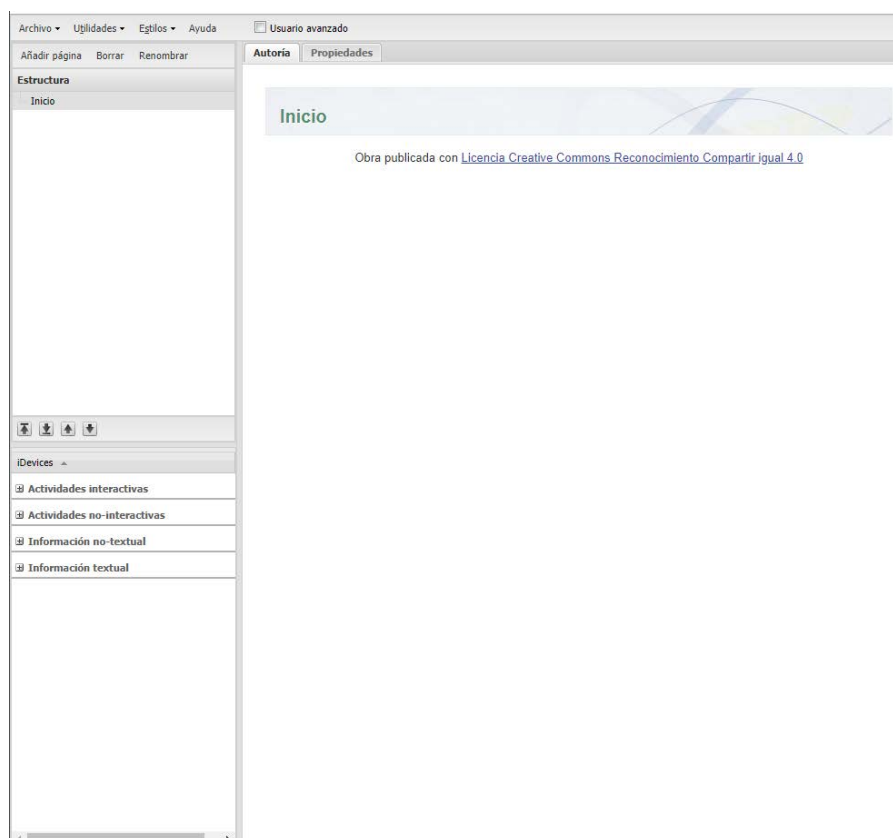 Archivo Utilidades Estilos Ayuda Usuario avanzado
Añadir página Borrar Renombrar
Autoría Propiedades
Estructura
Inicio
Inicio
Obra publicada con Licencia Creative Commons Reconocimiento Compartir igual 4.0
iDevices
Actividades interactivas
Actividades no-interactivas
Información no-textual
Información textual